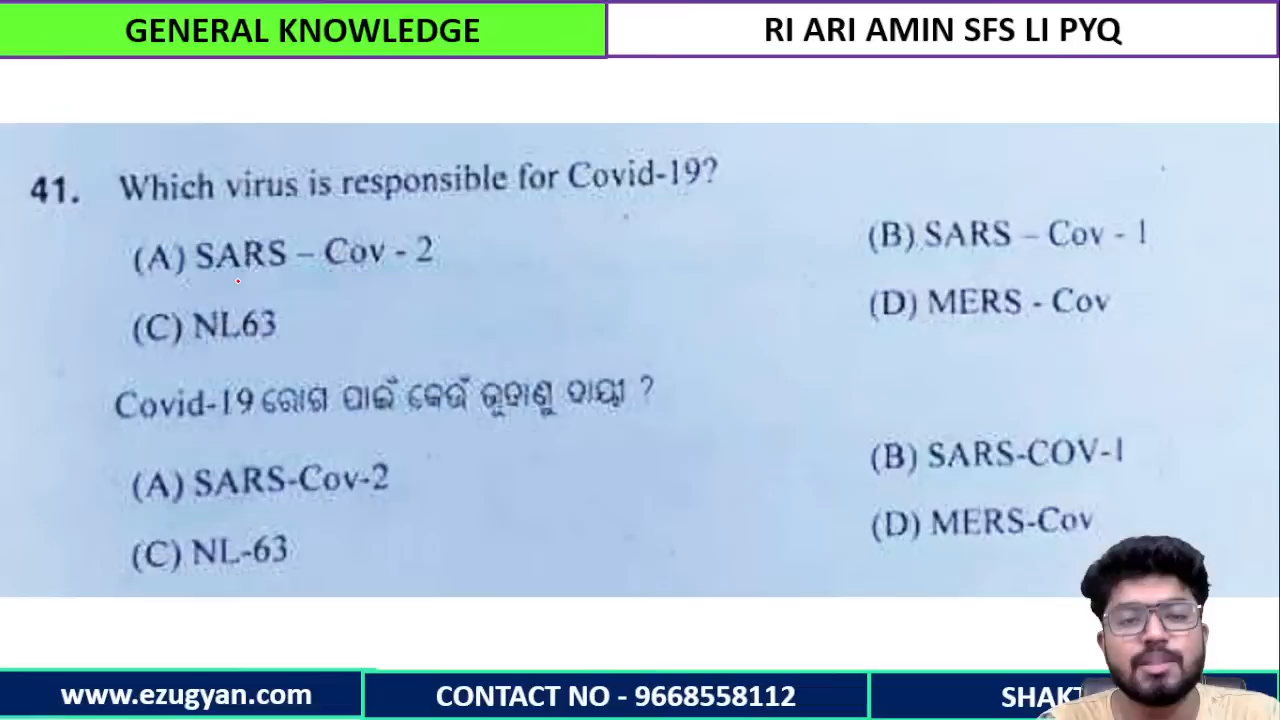 GENERAL KNOWLEDGE
RI ARI AMIN SFS LI PYQ
41. Which virus is responsible for Covid-19?
(A) SARS – Cov - 2 (B) SARS – Cov - 1
(C) NL63 (D) MERS - Cov
Covid-19 ରୋଗ ପାଇଁ କେଉଁ ଭୂତାଣୁ ଦାୟୀ ?
(A) SARS-Cov-2 (B) SARS-COV-1
(C) NL-63 (D) MERS-Cov
www.ezugyan.com
CONTACT NO - 9668558112